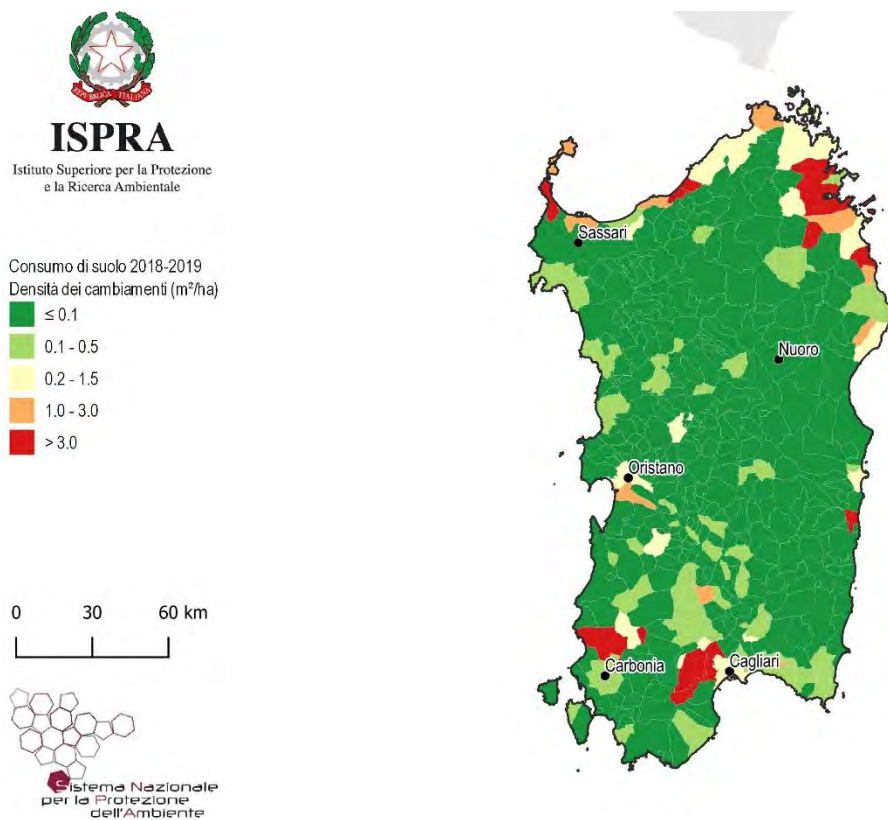 REPVBBLICA ITALIANA
ISPRA
Istituto Superiore per la Protezione
e la Ricerca Ambientale
Consumo di suolo 2018-2019
Densità dei cambiamenti (m²/ha)
≤ 0.1
0.1 - 0.5
0.2 - 1.5
1.0 - 3.0
> 3.0
0 30 60 km
Sistema Nazionale
per la Protezione
dell'Ambiente
Sassari
Nuoro
Oristano
Carbonia
Cagliari